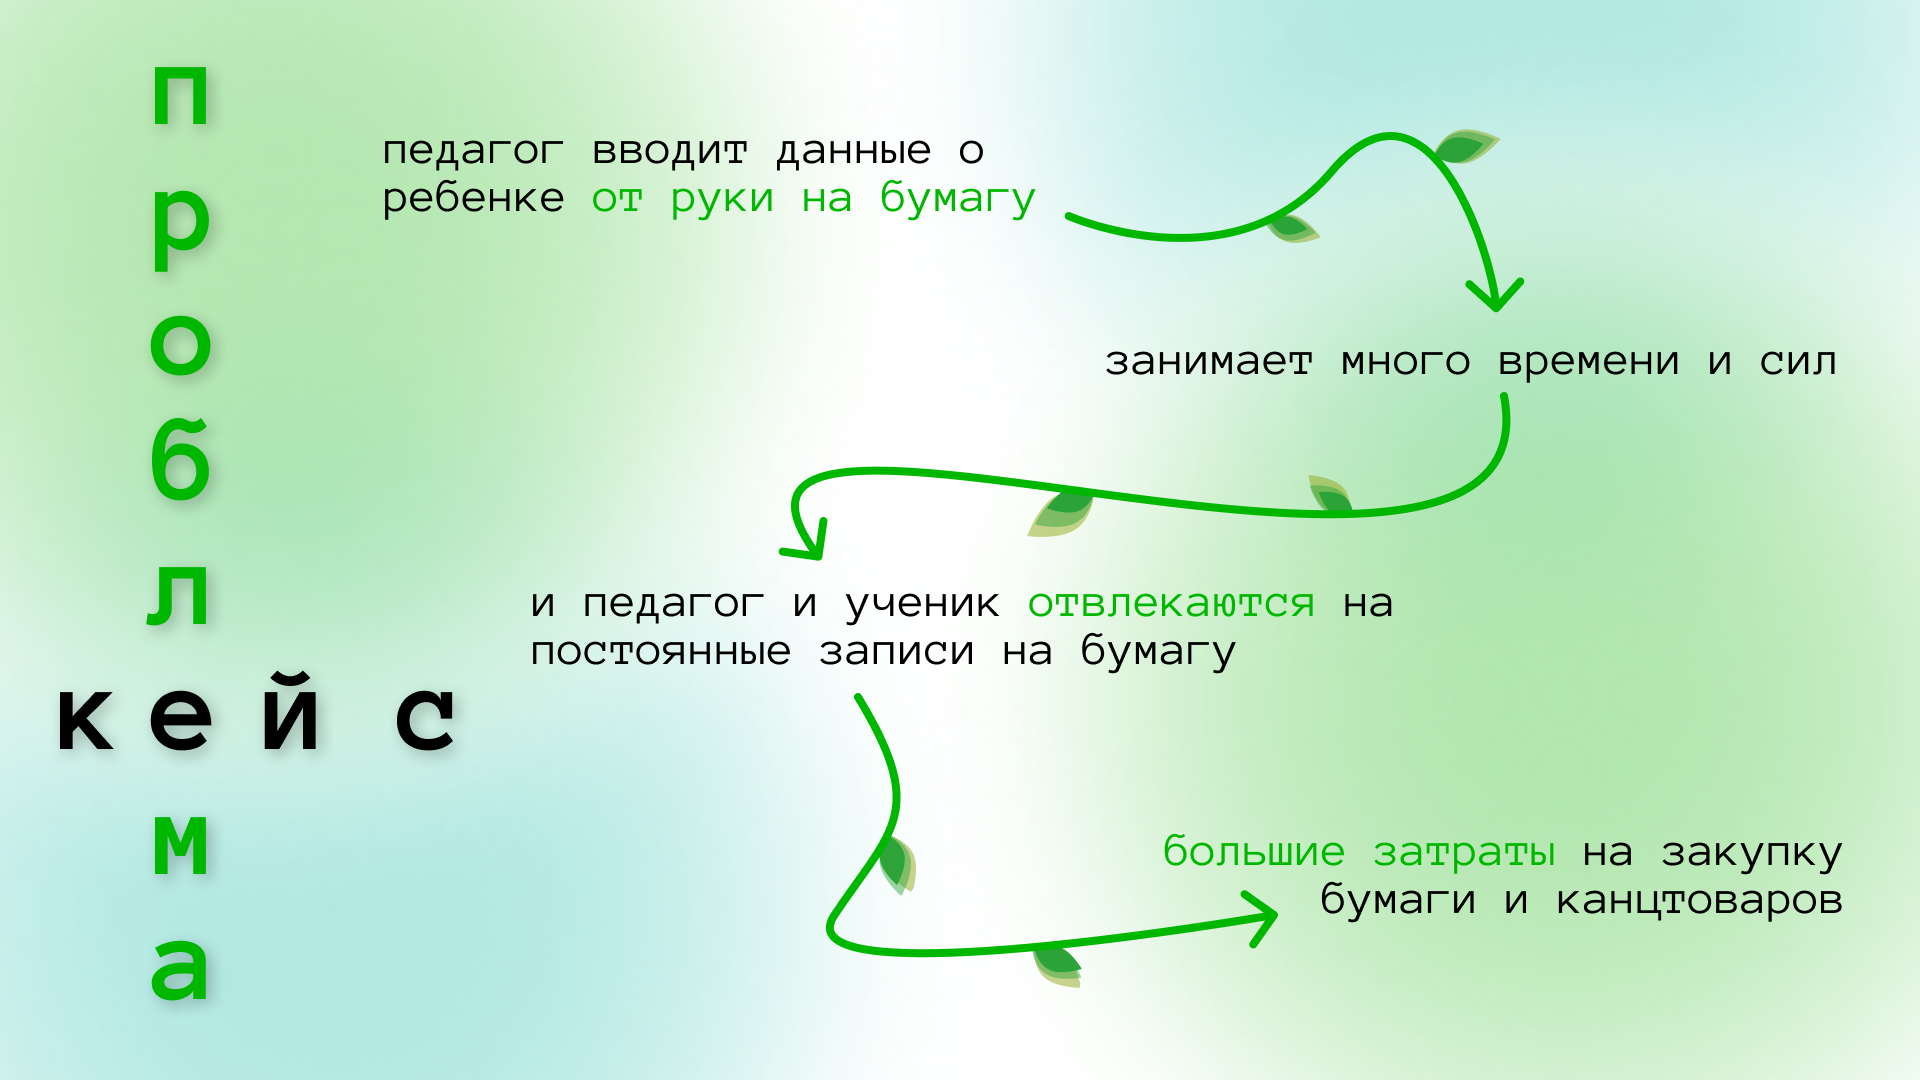 проблема
кейс
педагог вводит данные о
ребенке от руки на бумагу
занимает много времени и сил
и педагог и ученик отвлекаются на
постоянные записи на бумагу
большие затраты на закупку
бумаги и канцтоваров